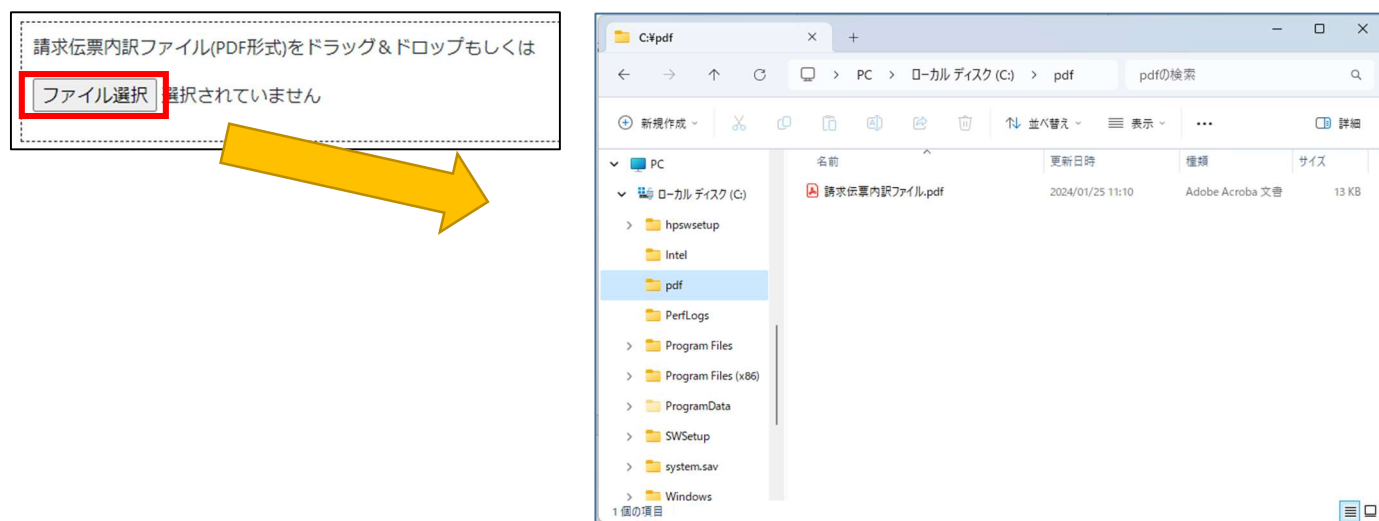 請求伝票内訳ファイル(PDF形式)をドラッグ＆ドロップもしくは
ファイル選択 選択されていません
C:¥pdf
PC > ローカル ディスク (C:) > pdf
pdfの検索
新規作成
並べ替え
表示
詳細
PC
ローカル ディスク (C:)
hpswsetup
Intel
pdf
PerfLogs
Program Files
Program Files (x86)
ProgramData
SWSetup
system.sav
Windows
名前 更新日時 種類 サイズ
請求伝票内訳ファイル.pdf 2024/01/25 11:10 Adobe Acroba 文書 13 KB
1 個の項目